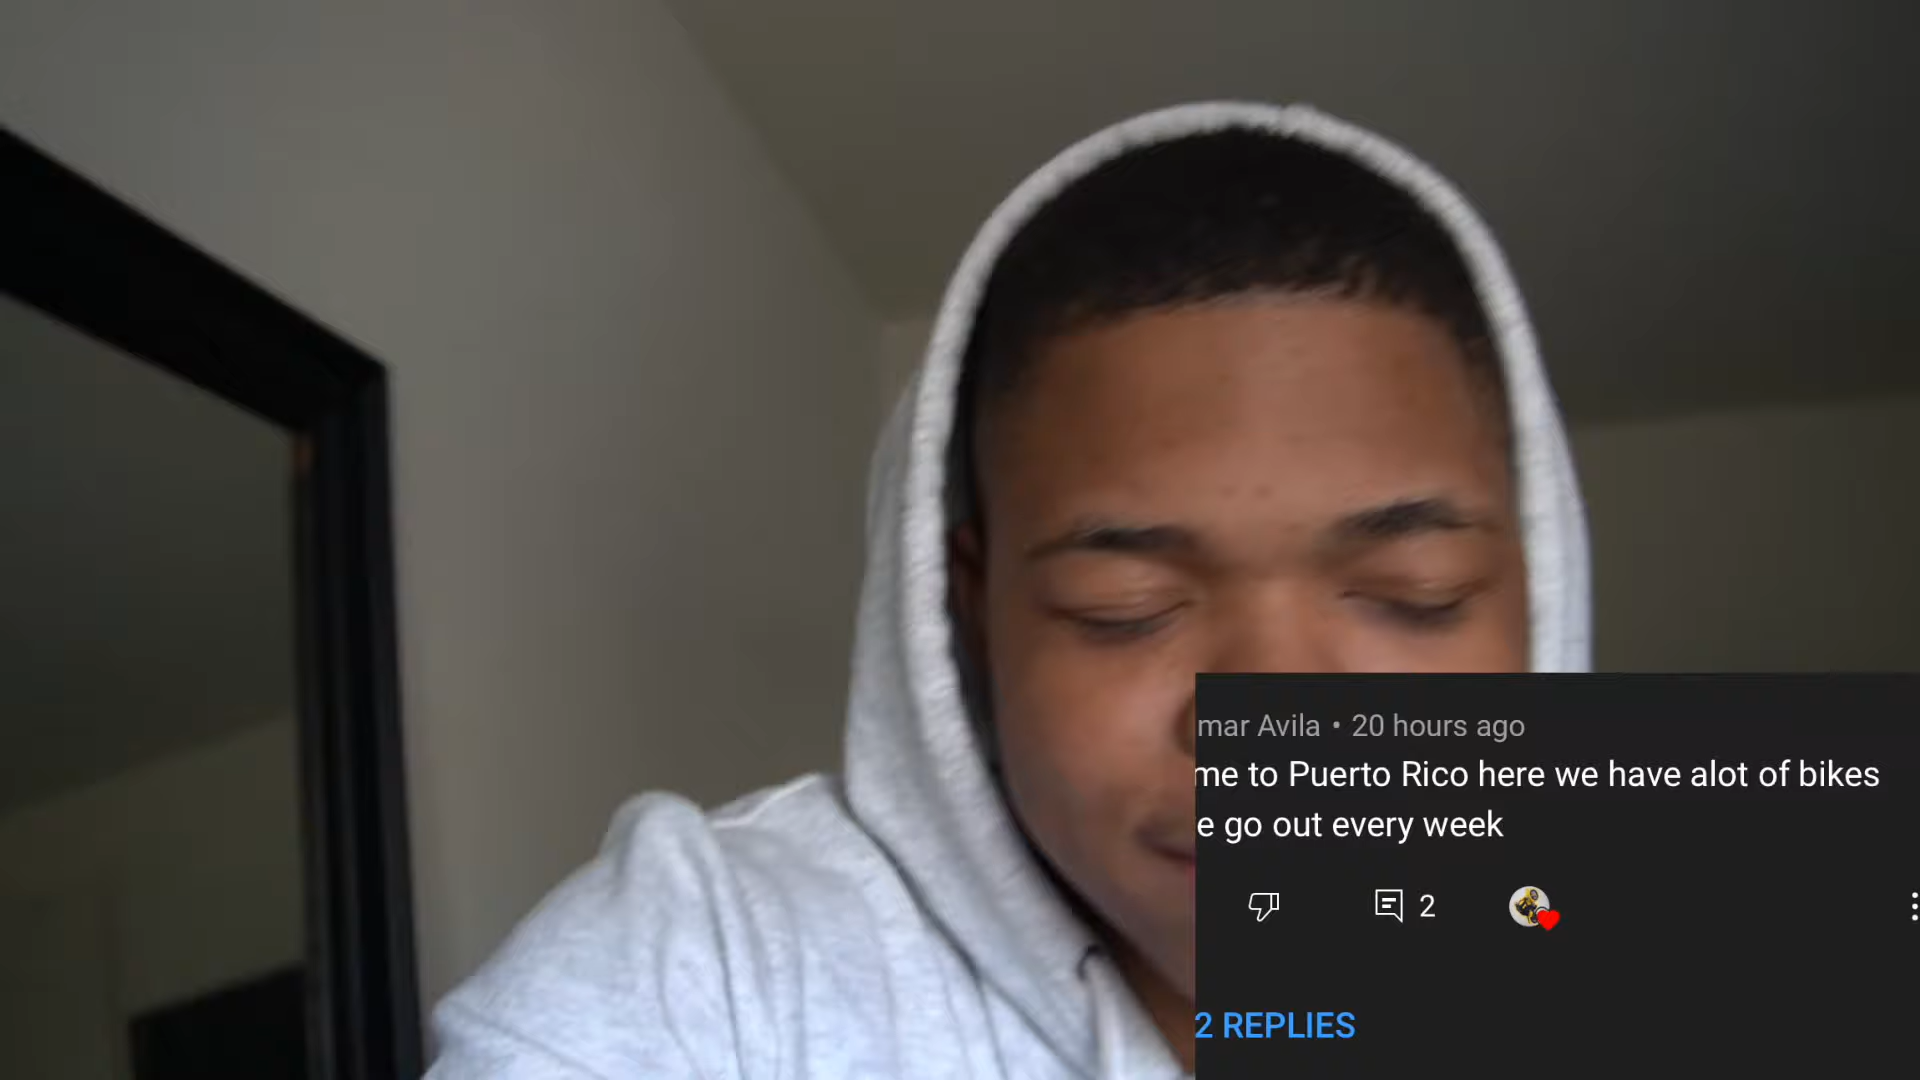 mar Avila • 20 hours ago
me to Puerto Rico here we have alot of bikes
e go out every week
2
2 REPLIES